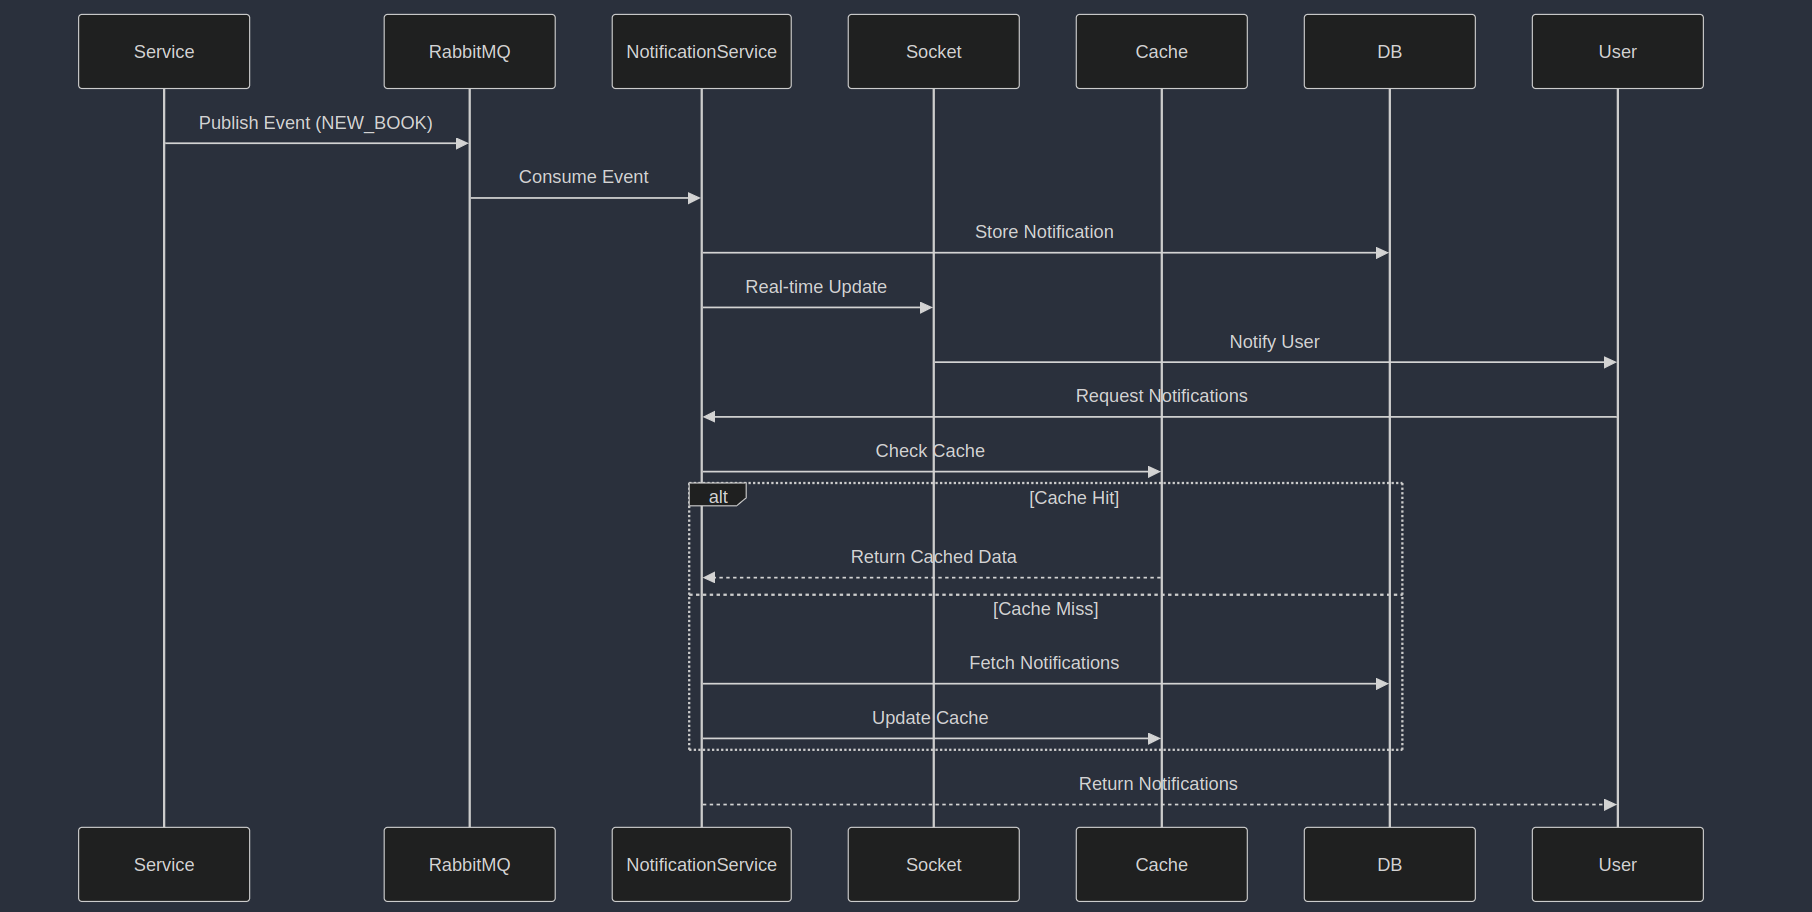 Service
RabbitMQ
NotificationService
Socket
Cache
DB
User
Publish Event (NEW_BOOK)
Consume Event
Store Notification
Real-time Update
Notify User
Request Notifications
Check Cache
alt
[Cache Hit]
Return Cached Data
[Cache Miss]
Fetch Notifications
Update Cache
Return Notifications
Service
RabbitMQ
NotificationService
Socket
Cache
DB
User